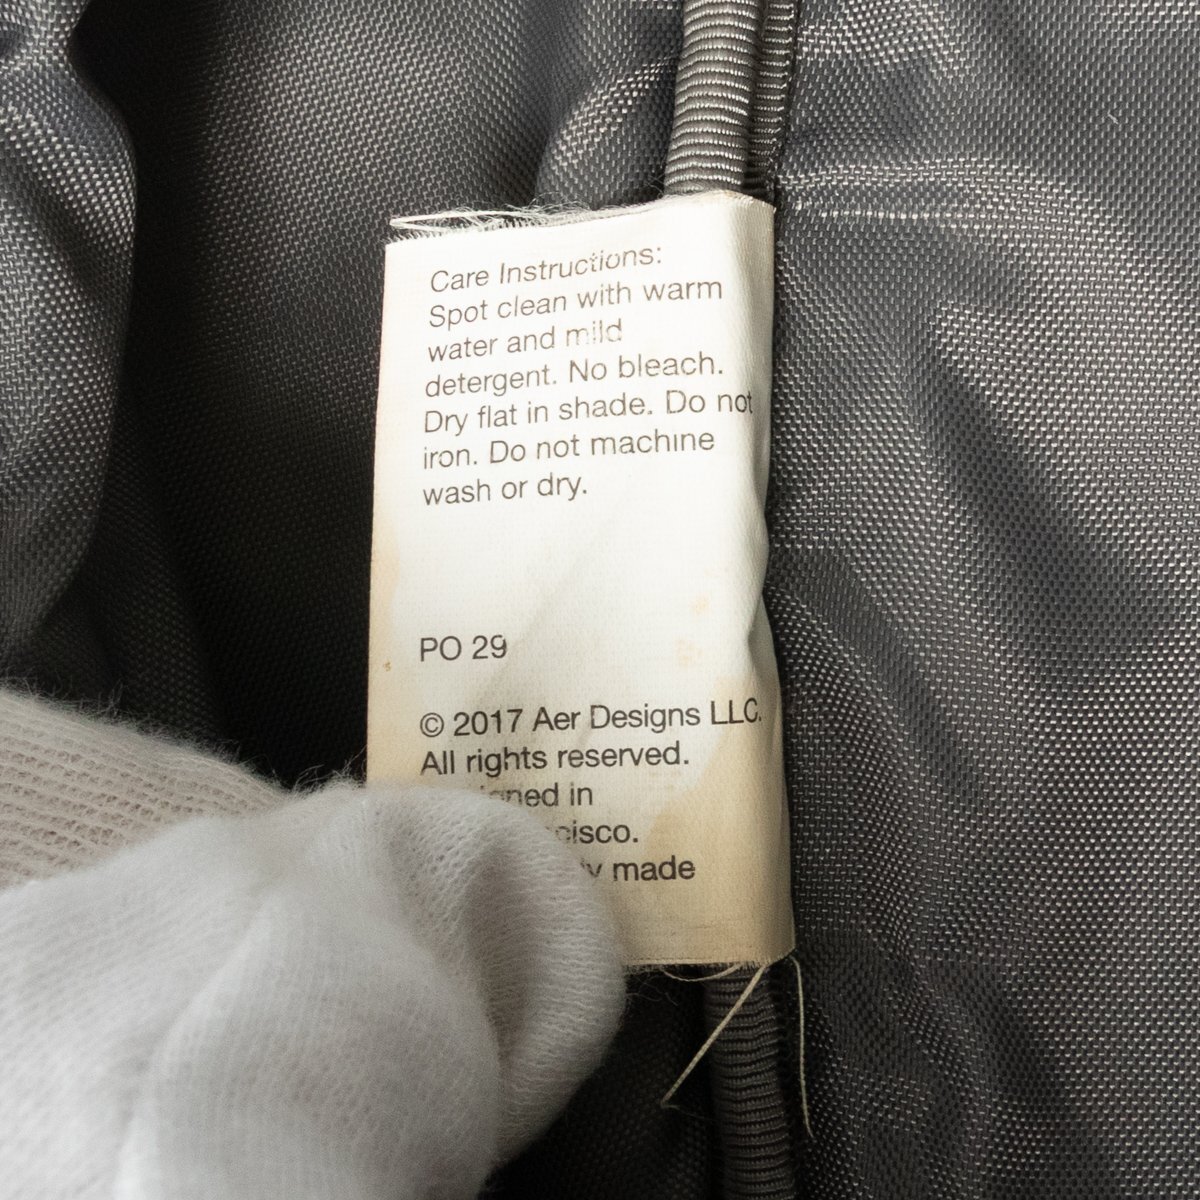 Care Instructions:
Spot clean with warm
water and mild
detergent. No bleach.
Dry flat in shade. Do not
iron. Do not machine
wash or dry.
PO 29
© 2017 Aer Designs LLC.
All rights reserved.
in
made